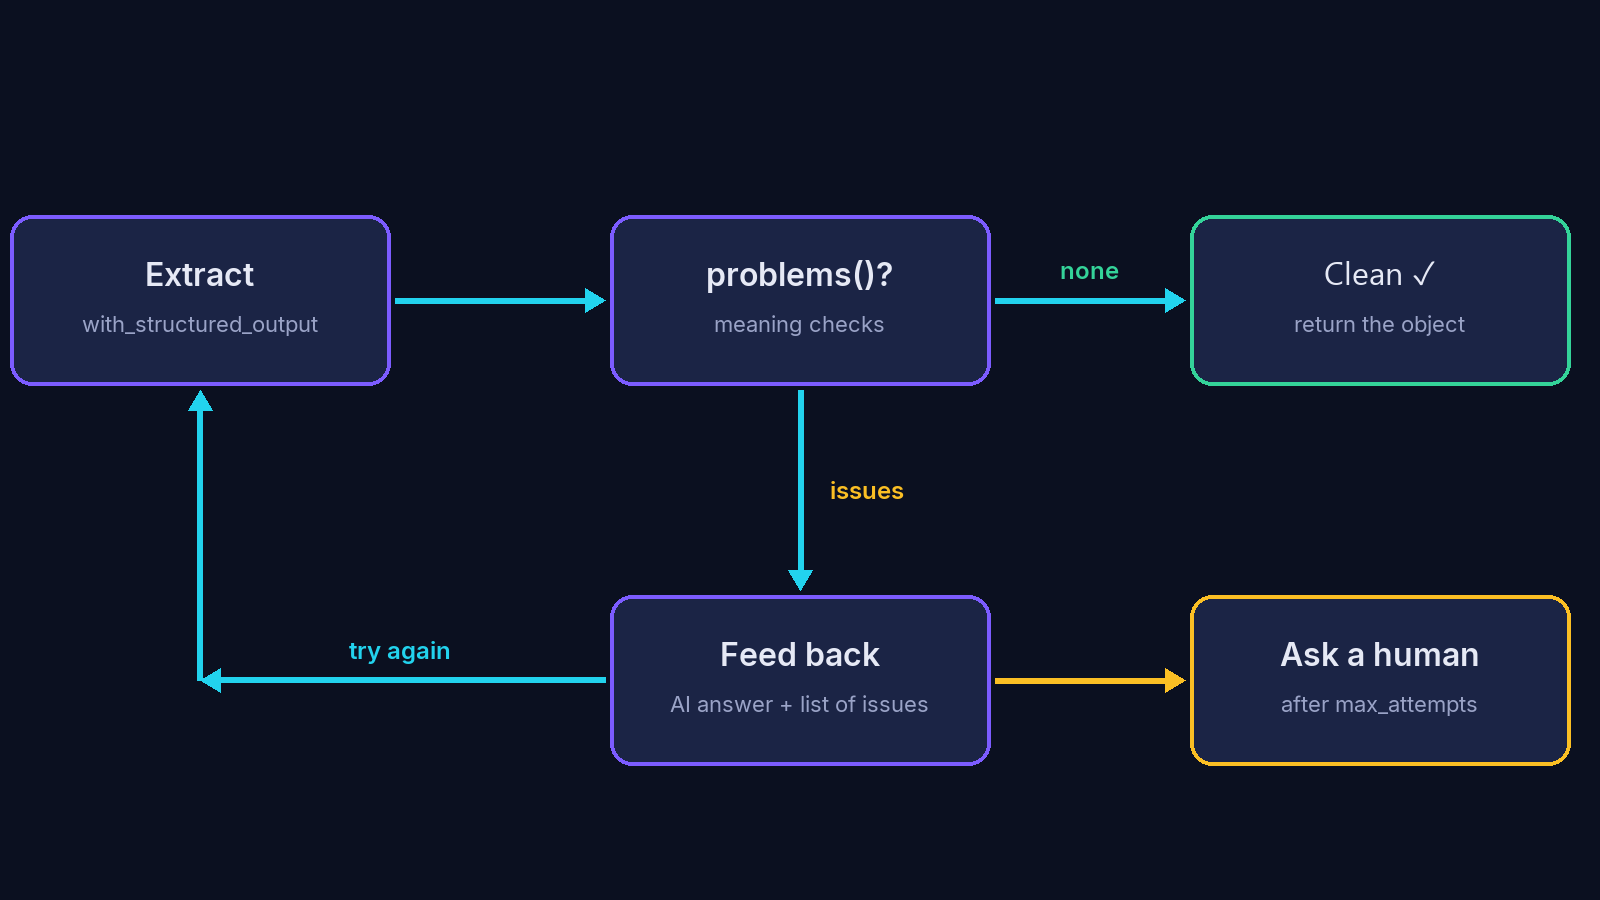 Extract
with_structured_output
problems()?
meaning checks
none
Clean ✓
return the object
issues
try again
Feed back
AI answer + list of issues
Ask a human
after max_attempts